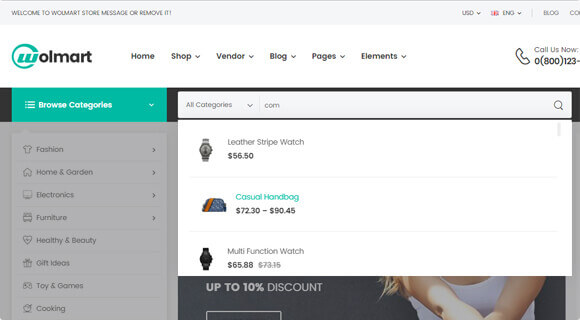 WELCOME TO WOLMART STORE MESSAGE OR REMOVE IT!
USD
ENG
BLOG
wolmart
Home
Shop
Vendor
Blog
Pages
Elements
Call Us Now:
0(800)123-
Browse Categories
All Categories
com
Leather Stripe Watch
$56.50
Casual Handbag
$72.30 – $90.45
Multi Function Watch
$65.88 $73.15
Fashion
Home & Garden
Electronics
Furniture
Healthy & Beauty
Gift Ideas
Toy & Games
Cooking
UP TO 10% DISCOUNT